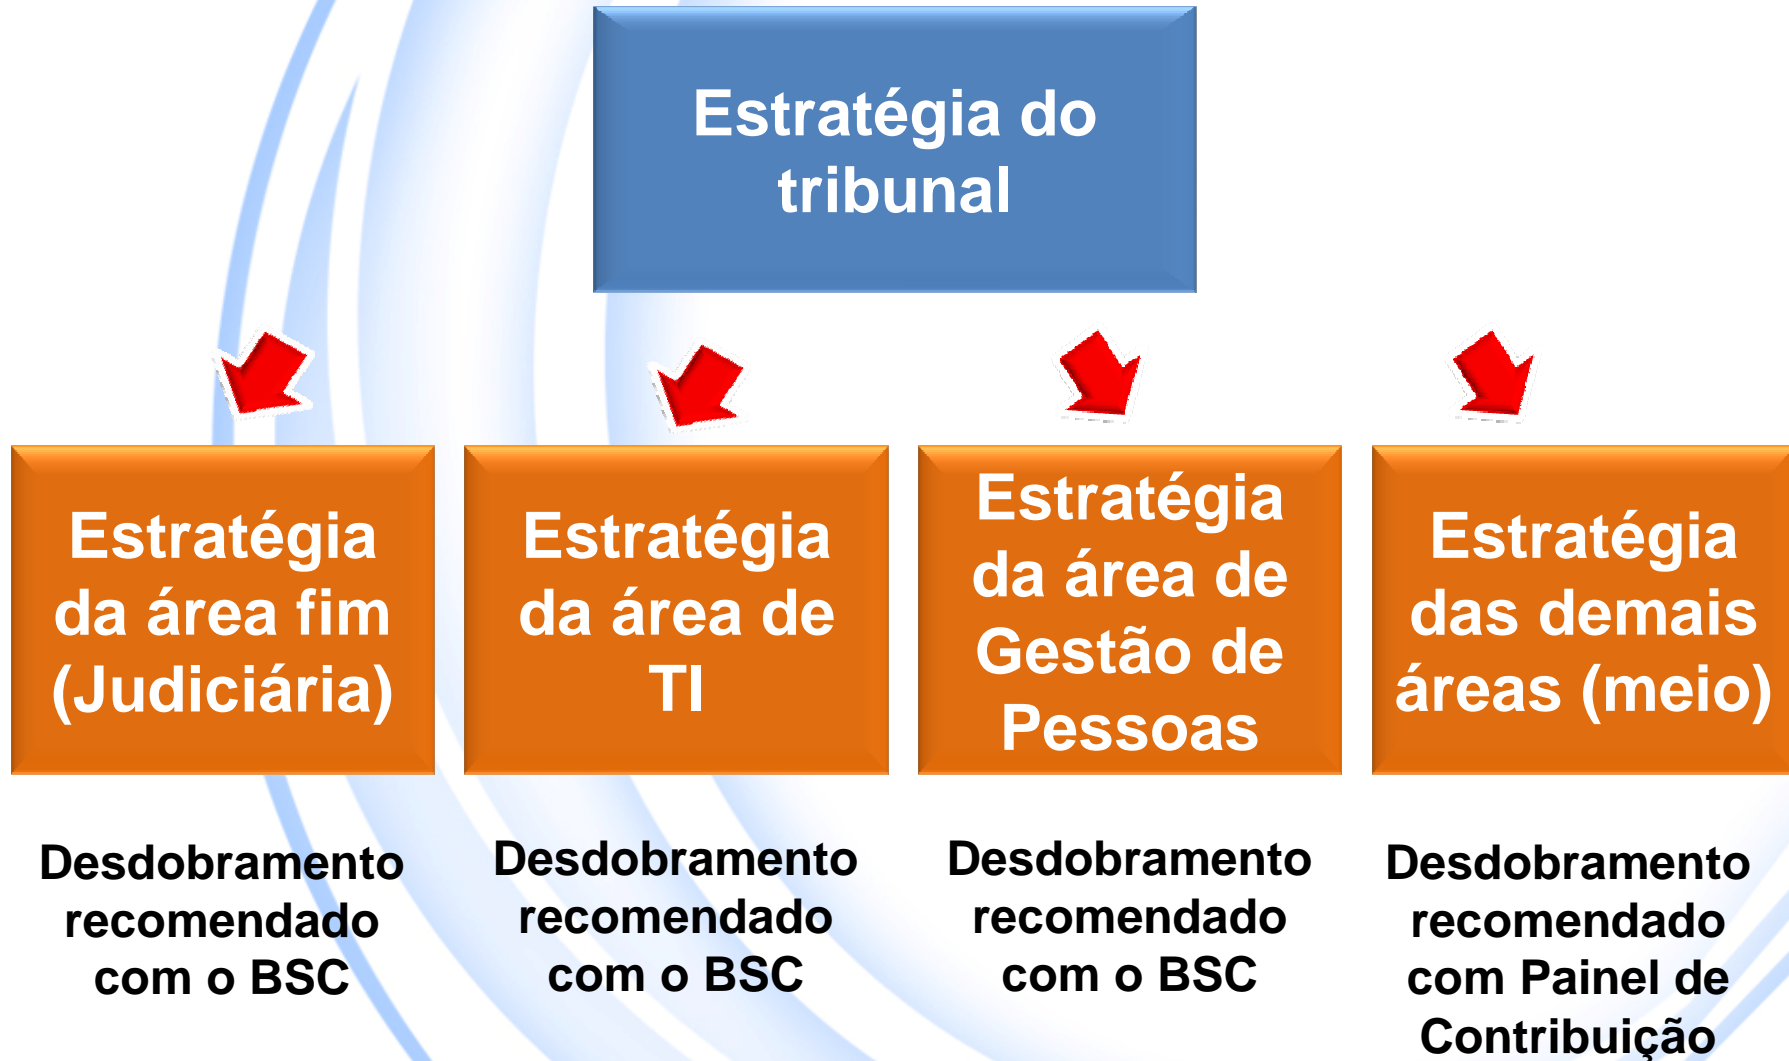 Estratégia do
tribunal
Estratégia
da área fim
(Judiciária)
Estratégia
da área de
TI
Estratégia
da área de
Gestão de
Pessoas
Estratégia
das demais
áreas (meio)
Desdobramento
recomendado
com o BSC
Desdobramento
recomendado
com o BSC
Desdobramento
recomendado
com o BSC
Desdobramento
recomendado
com Painel de
Contribuição